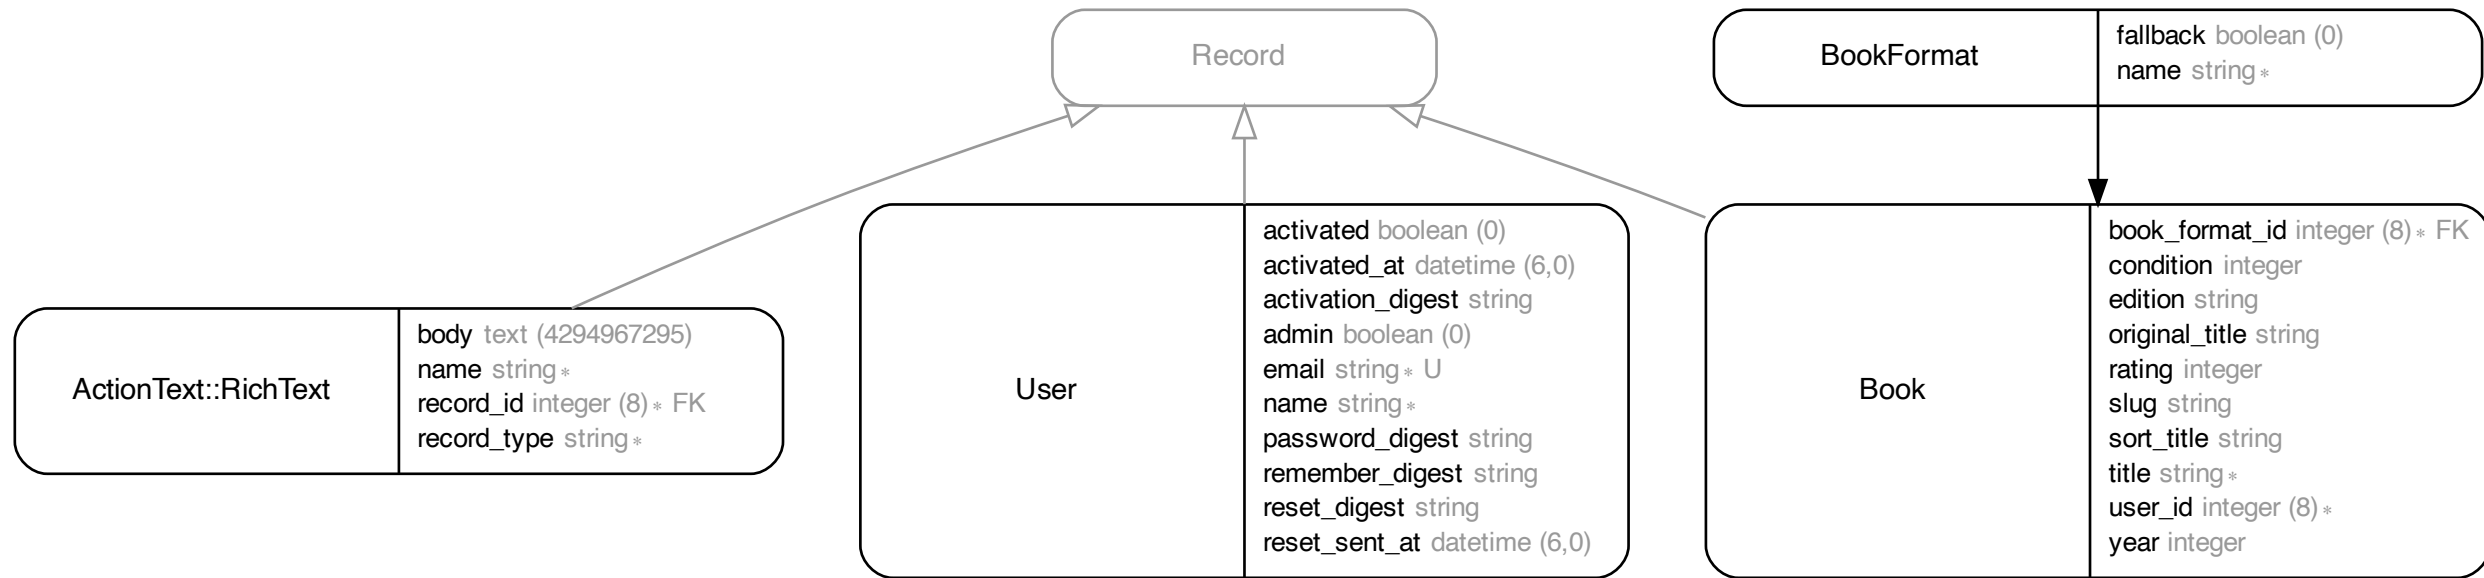 Record
BookFormat
fallback boolean (0)
name string *
ActionText::RichText
body text (4294967295)
name string *
record_id integer (8) * FK
record_type string *
User
activated boolean (0)
activated_at datetime (6,0)
activation_digest string
admin boolean (0)
email string * U
name string *
password_digest string
remember_digest string
reset_digest string
reset_sent_at datetime (6,0)
Book
book_format_id integer (8) * FK
condition integer
edition string
original_title string
rating integer
slug string
sort_title string
title string *
user_id integer (8) *
year integer